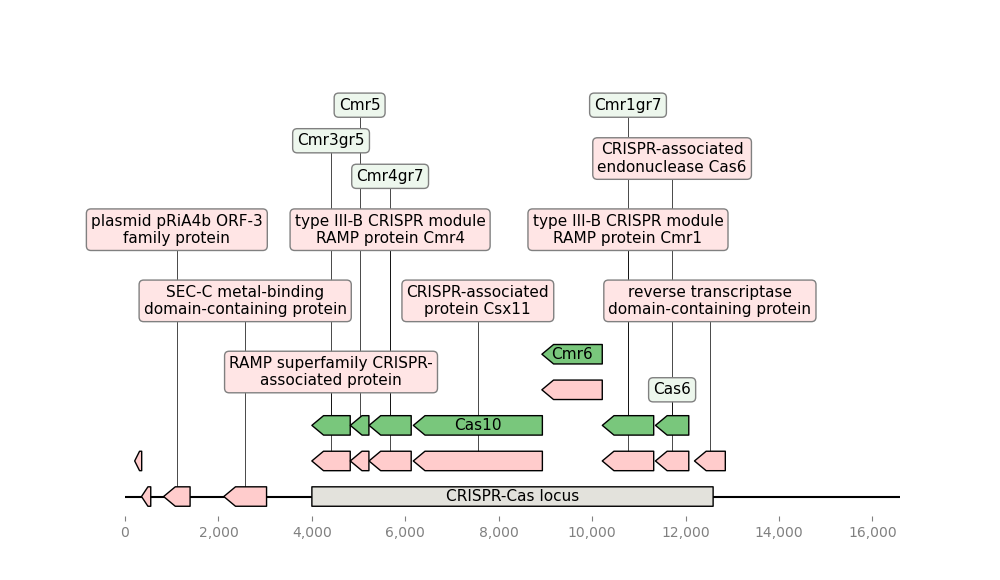 Cmr5
Cmr1gr7
Cmr3gr5
CRISPR-associated
endonuclease Cas6
Cmr4gr7
plasmid pRiA4b ORF-3
family protein
type III-B CRISPR module
RAMP protein Cmr4
type III-B CRISPR module
RAMP protein Cmr1
SEC-C metal-binding
domain-containing protein
CRISPR-associated
protein Csx11
reverse transcriptase
domain-containing protein
RAMP superfamily CRISPR-
associated protein
Cmr6
Cas6
Cas10
CRISPR-Cas locus
0
2,000
4,000
6,000
8,000
10,000
12,000
14,000
16,000